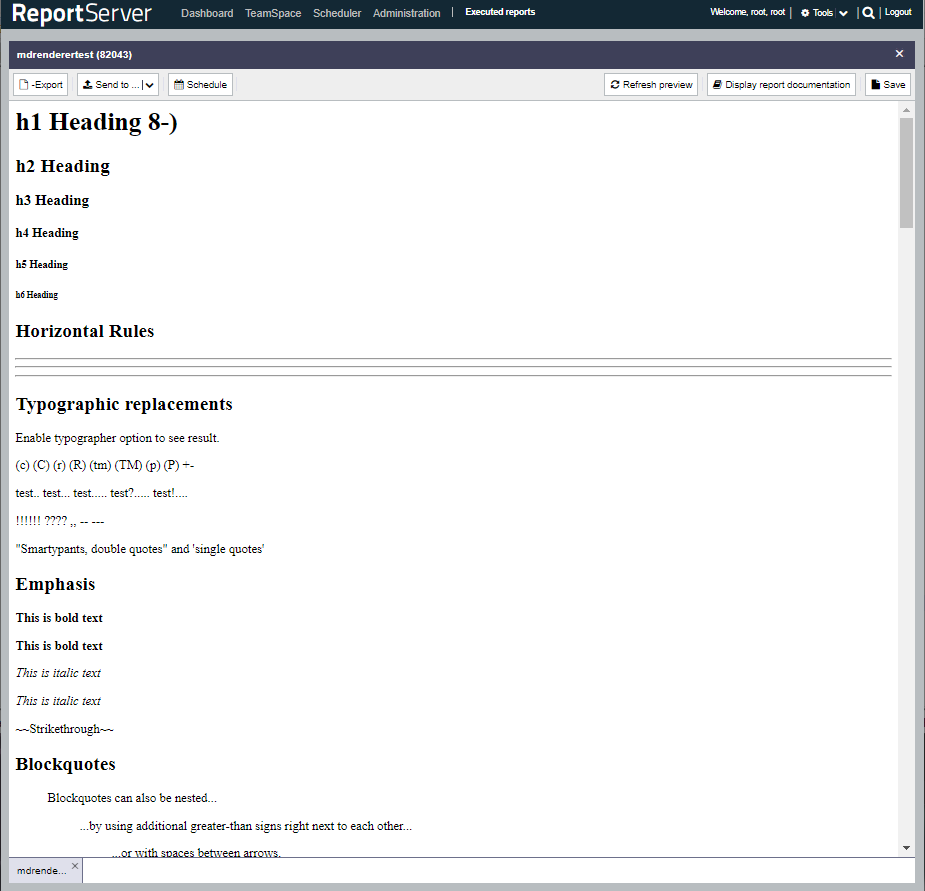 ReportServer Dashboard TeamSpace Scheduler Administration | Executed reports Welcome, root, root | Tools | Logout
mdrenderertest (82043) ×
-Export Send to ... Schedule Refresh preview Display report documentation Save
h1 Heading 8-)
h2 Heading
h3 Heading
h4 Heading
h5 Heading
h6 Heading
Horizontal Rules
Typographic replacements
Enable typographer option to see result.
(c) (C) (r) (R) (tm) (TM) (p) (P) +-
test.. test... test..... test?..... test!....
!!!!!! ???? ,, -- ---
"Smartypants, double quotes" and 'single quotes'
Emphasis
This is bold text
This is bold text
This is italic text
This is italic text
~~Strikethrough~~
Blockquotes
Blockquotes can also be nested...
...by using additional greater-than signs right next to each other...
...or with spaces between arrows.
mdrende... ×